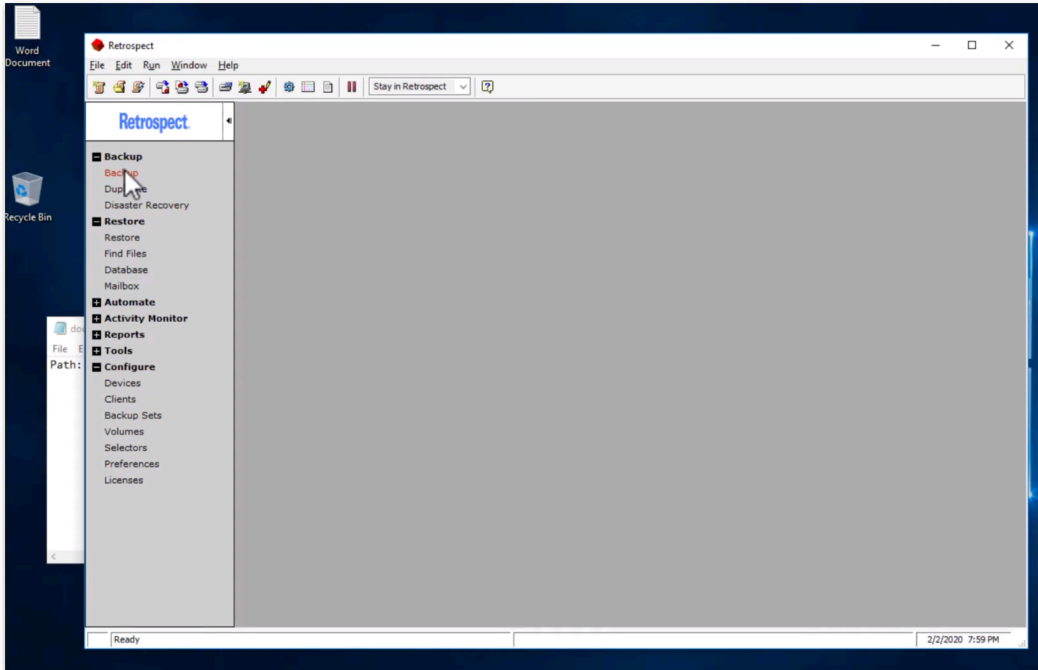 Word
Document
Retrospect
File Edit Run Window Help
Stay in Retrospect
Retrospect
Backup
Backup
Disaster Recovery
Recycle Bin
Restore
Restore
Find Files
Database
Mailbox
Automate
Activity Monitor
Reports
File
Tools
Path:
Configure
Devices
Clients
Backup Sets
Volumes
Selectors
Preferences
Licenses
Ready
2/2/2020 7:59 PM